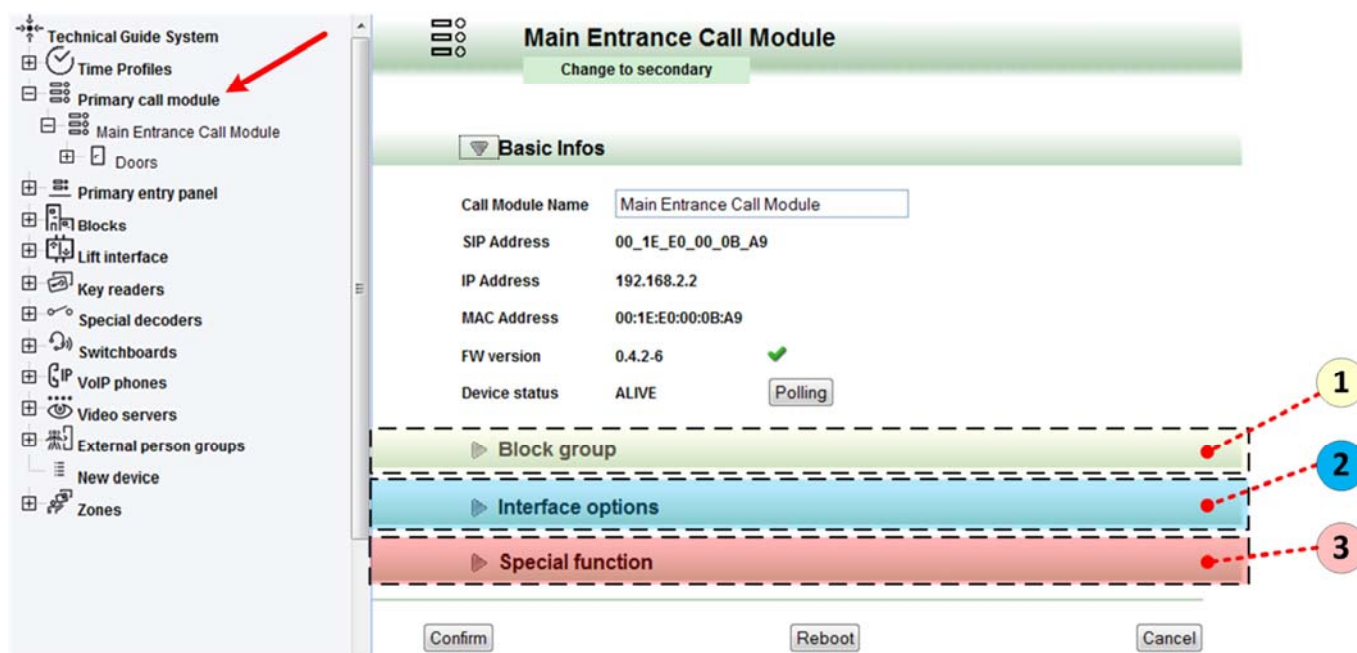 Technical Guide System
Time Profiles
Primary call module
Main Entrance Call Module
Doors
Primary entry panel
Blocks
Lift interface
Key readers
Special decoders
Switchboards
IP VoIP phones
Video servers
External person groups
New device
Zones
Main Entrance Call Module
Change to secondary
Basic Infos
Call Module Name Main Entrance Call Module
SIP Address 00_1E_E0_00_0B_A9
IP Address 192.168.2.2
MAC Address 00:1E:E0:00:0B:A9
FW version 0.4.2-6
Device status ALIVE Polling
Block group 1
Interface options 2
Special function 3
Confirm Reboot Cancel